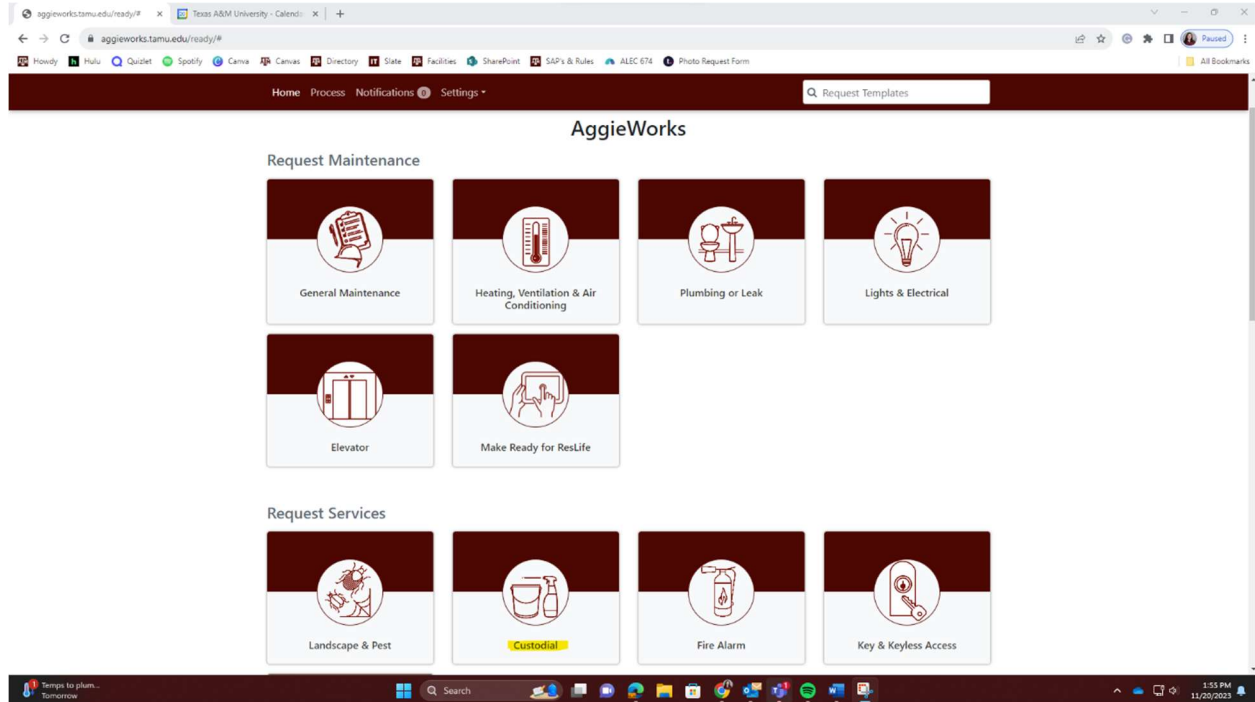 aggieworks.tamu.edu/ready/#
Texas A&M University - Calenda
aggieworks.tamu.edu/ready/#
Paused
Howdy Hulu Quizlet Spotify Canva Canvas Directory Slate Facilities SharePoint SAP's & Rules ALEC 674 Photo Request Form All Bookmarks
Home Process Notifications 0 Settings Request Templates
AggieWorks
Request Maintenance
General Maintenance
Heating, Ventilation & Air
Conditioning
Plumbing or Leak
Lights & Electrical
Elevator
Make Ready for ResLife
Request Services
Landscape & Pest
Custodial
Fire Alarm
Key & Keyless Access
1
Temps to plum...
Tomorrow
Search
1:55 PM
11/20/2023